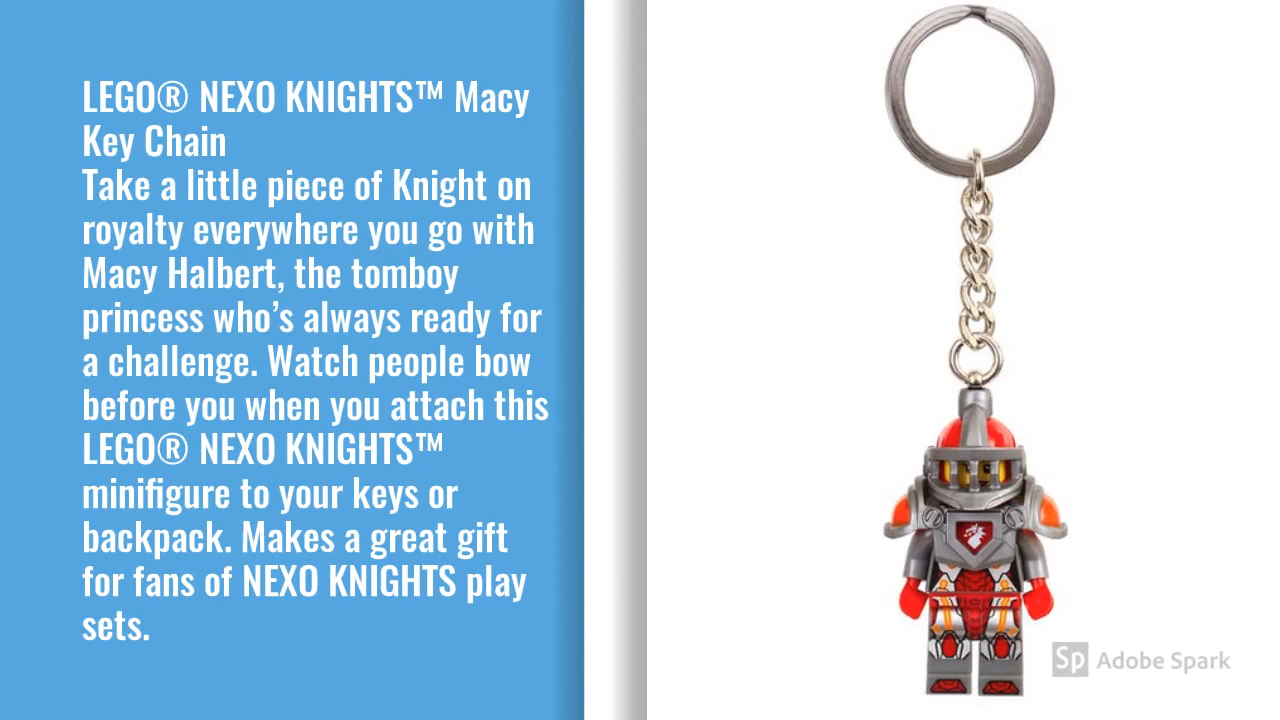 LEGO® NEXO KNIGHTS™ Macy
Key Chain
Take a little piece of Knight on
royalty everywhere you go with
Macy Halbert, the tomboy
princess who’s always ready for
a challenge. Watch people bow
before you when you attach this
LEGO® NEXO KNIGHTS™
minifigure to your keys or
backpack. Makes a great gift
for fans of NEXO KNIGHTS play
sets.
Sp Adobe Spark